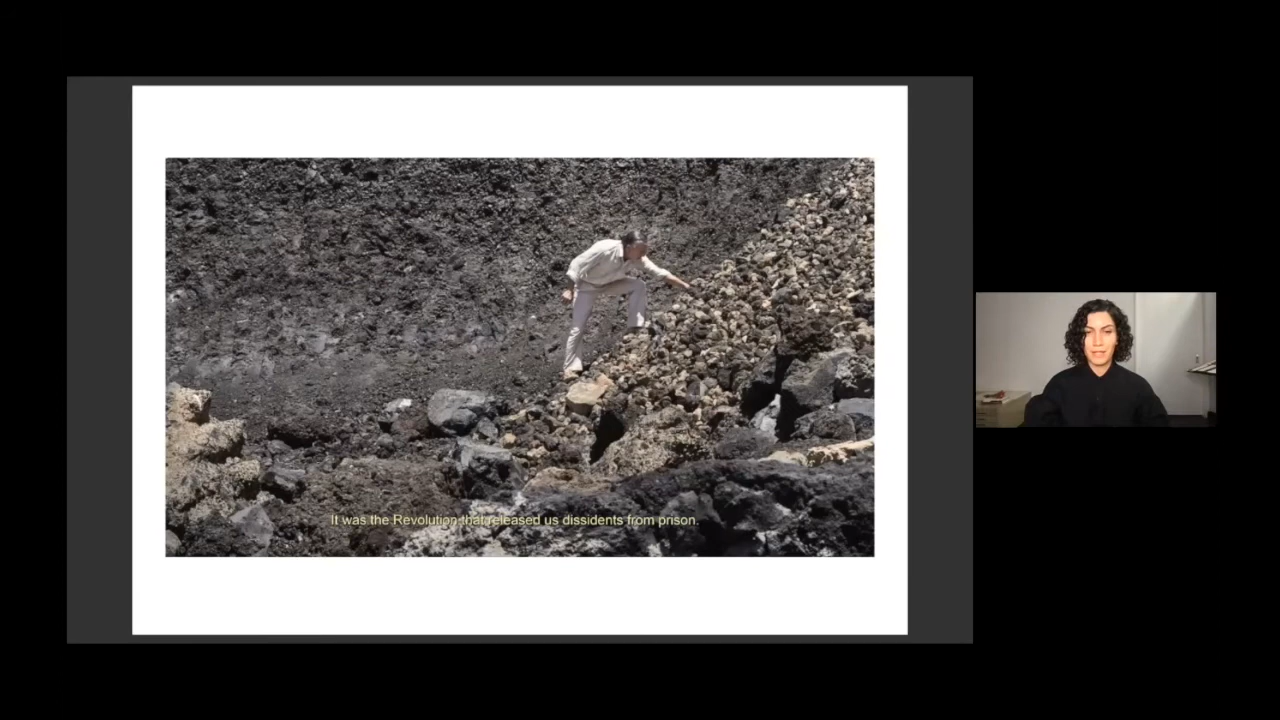 It was the Revolution that released us dissidents from prison.